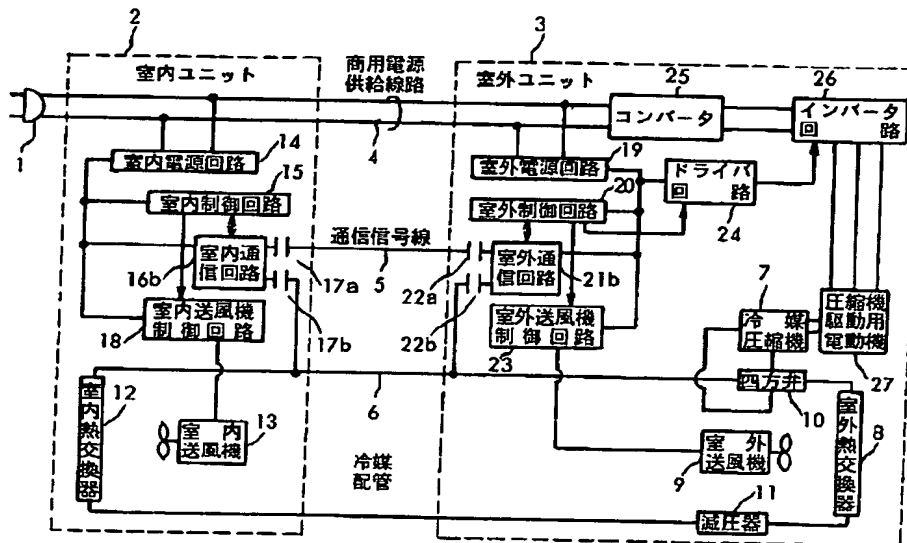 2
3
室内ユニット
商用電源
供給線路
室外ユニット
25
26
コンバータ
インバータ
回路
1
4
14
室内電源回路
15
室内制御回路
19
室外電源回路
20
室外制御回路
ドライバ
回路
24
通信信号線
5
16b
室内通
信回路
17a
17b
22a
22b
室外通
信回路
21b
18
室内送風機
制御回路
室外送風機
制御回路
23
7
冷媒
圧縮機
圧縮機
駆動用
電動機
27
6
四方弁
10
12
室内熱交換器
室内
送風機
13
冷媒
配管
室外
送風機
9
室外熱交換器
8
11
減圧器